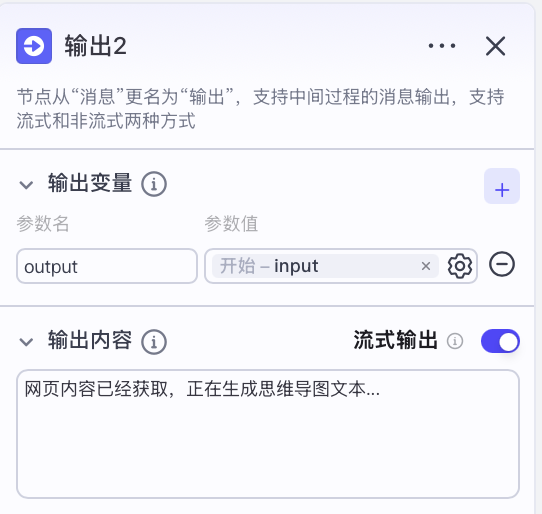 输出2
节点从“消息”更名为“输出”，支持中间过程的消息输出，支持
流式和非流式两种方式
输出变量
参数名 参数值
output 开始 – input
输出内容 流式输出
网页内容已经获取，正在生成思维导图文本...